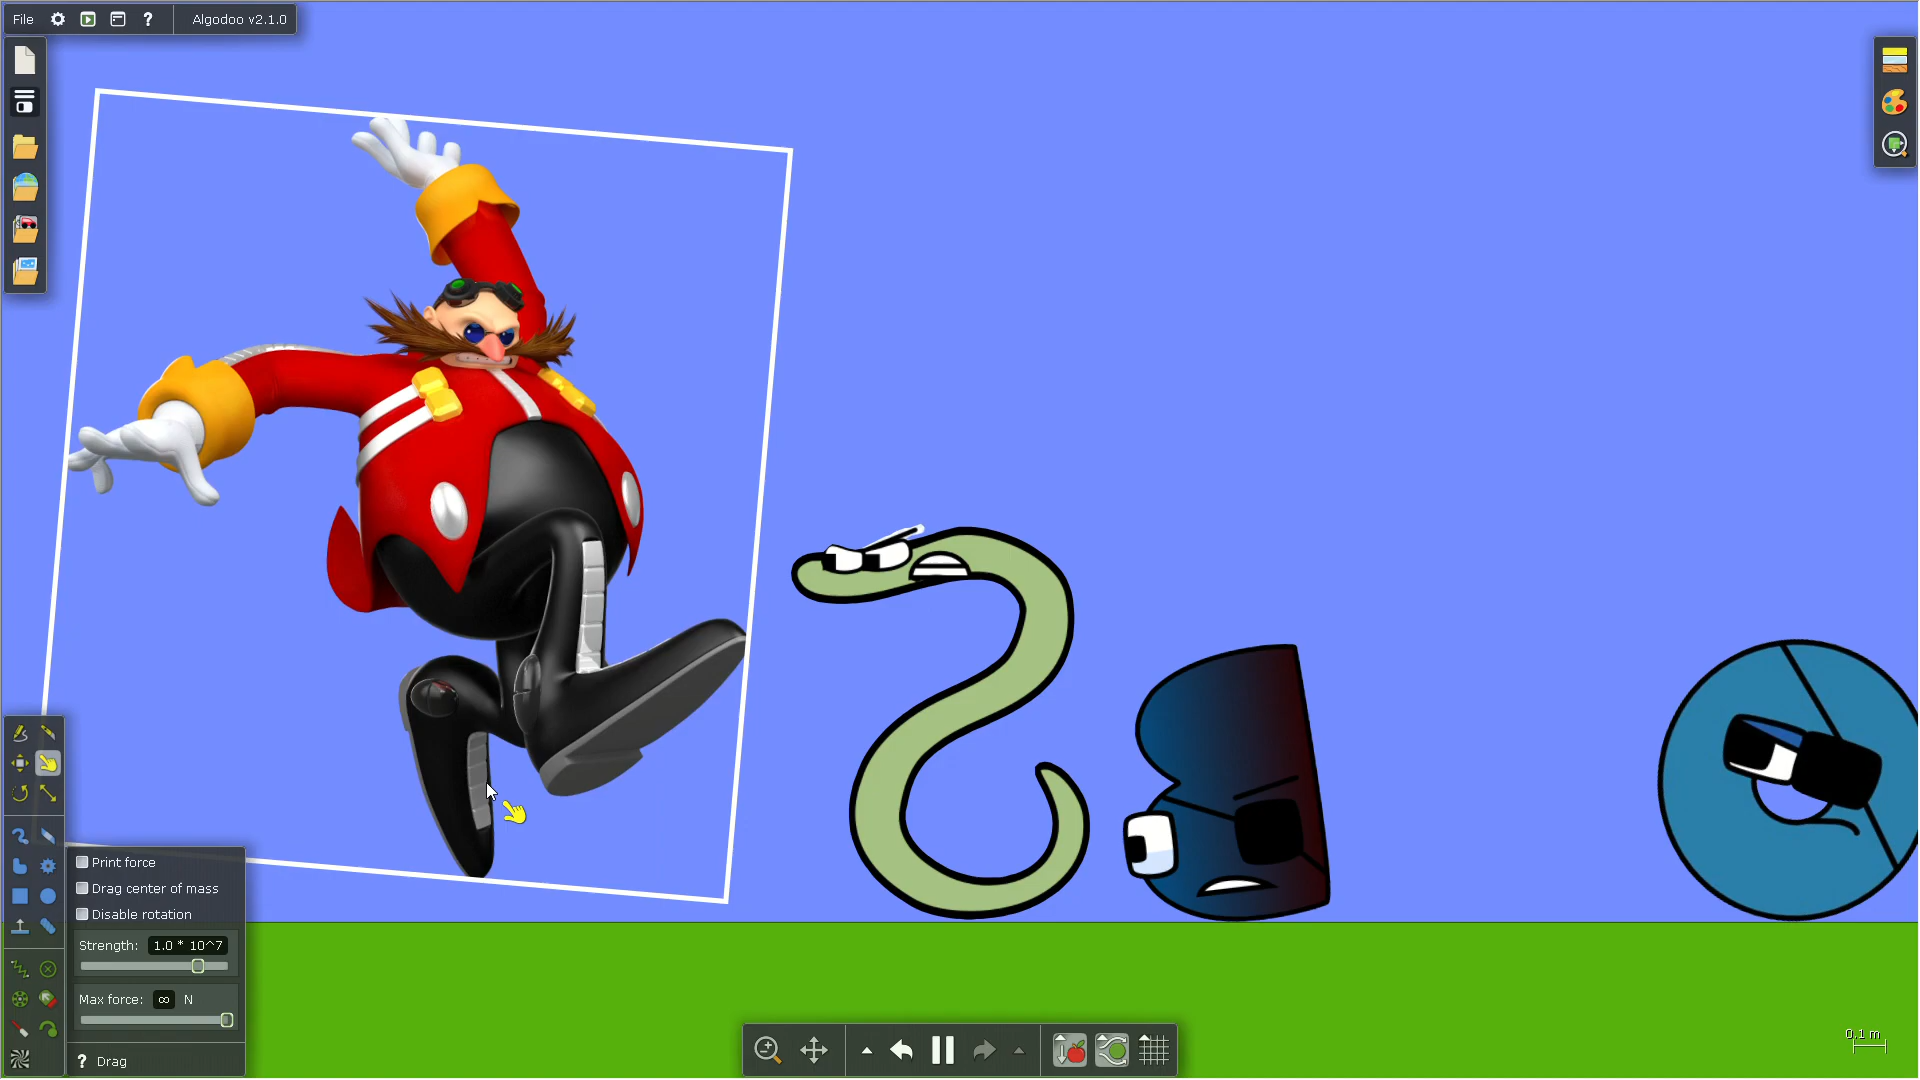 File ? Algodoo v2.1.0
Print force
Drag center of mass
Disable rotation
Strength: 1.0 * 10^7
Max force: ∞ N
? Drag
0.1 m